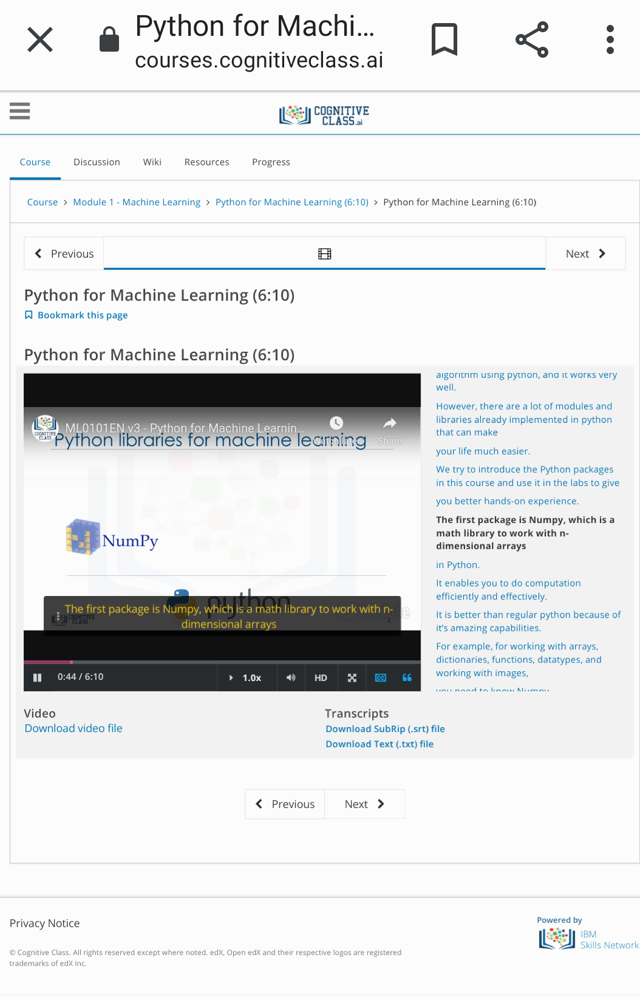 Python for Machi...
courses.cognitiveclass.ai
COGNITIVE
CLASS.ai
Course Discussion Wiki Resources Progress
Course > Module 1 - Machine Learning > Python for Machine Learning (6:10) > Python for Machine Learning (6:10)
Previous
Next
Python for Machine Learning (6:10)
Bookmark this page
Python for Machine Learning (6:10)
COGNITIVE
CLASS
ML0101EN v3 - Python for Machine Learnin...
Watch later Share
Python libraries for machine learning
NumPy
python
The first package is Numpy, which is a math library to work with n-
dimensional arrays
COGNITIVE
CLASS
2
0:44 / 6:10
1.0x
HD
CC
algorithm using python, and it works very
well.
However, there are a lot of modules and
libraries already implemented in python
that can make
your life much easier.
We try to introduce the Python packages
in this course and use it in the labs to give
you better hands-on experience.
The first package is Numpy, which is a
math library to work with n-
dimensional arrays
in Python.
It enables you to do computation
efficiently and effectively.
It is better than regular python because of
it's amazing capabilities.
For example, for working with arrays,
dictionaries, functions, datatypes, and
working with images,
you need to know Numpy
Video
Download video file
Transcripts
Download SubRip (.srt) file
Download Text (.txt) file
Previous Next
Privacy Notice
© Cognitive Class. All rights reserved except where noted. edX, Open edX and their respective logos are registered
trademarks of edX Inc.
Powered by
IBM
Skills Network